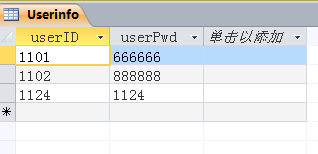 Userinfo
userID userPwd 单击以添加
1101 666666
1102 888888
1124 1124
*